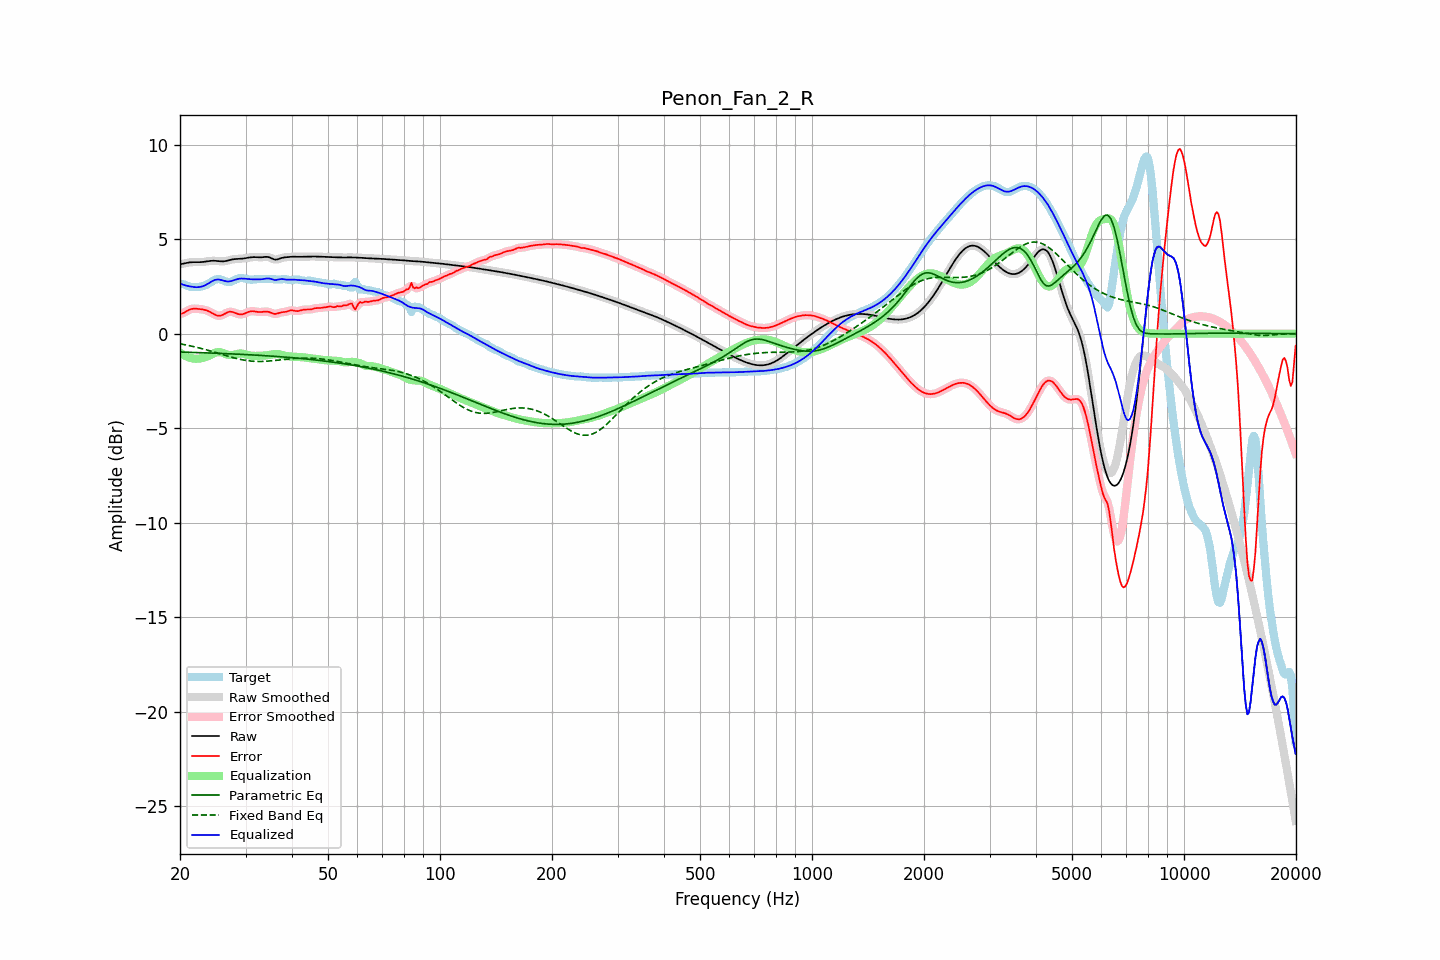 Penon_Fan_2_R
10
5
0
−5
−10
−15
−20
−25
Amplitude (dBr)
Target
Raw Smoothed
Error Smoothed
Raw
Error
Equalization
Parametric Eq
Fixed Band Eq
Equalized
20 50 100 200 500 1000 2000 5000 10000 20000
Frequency (Hz)